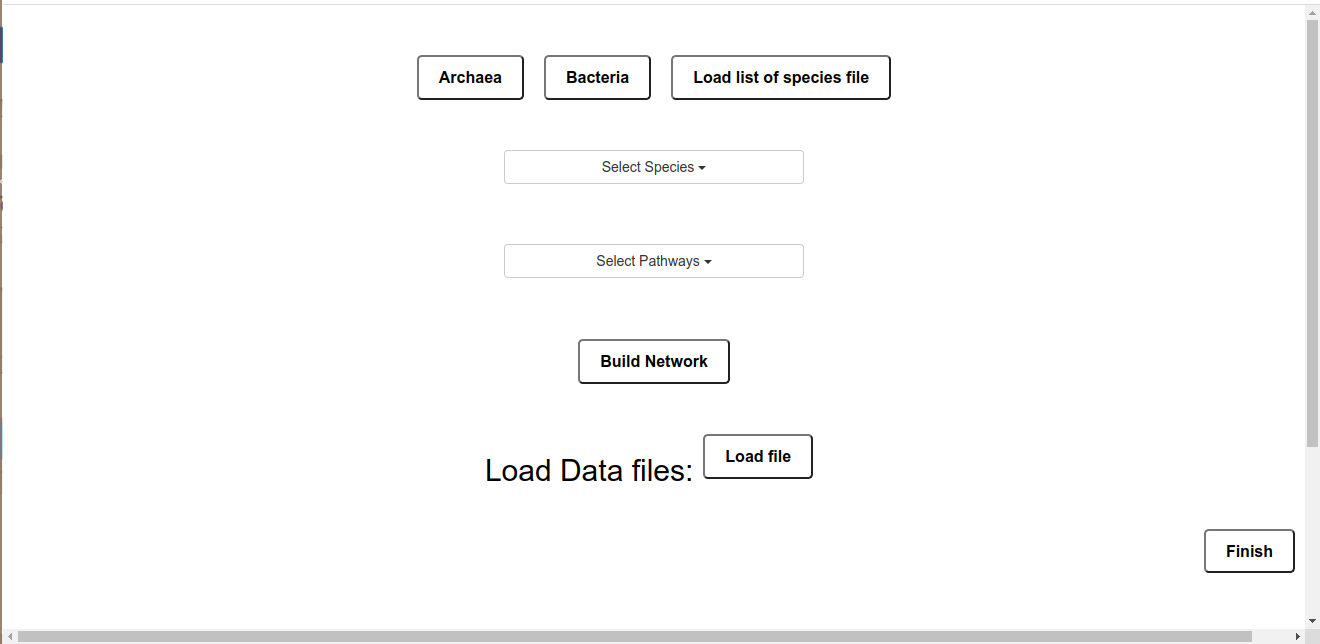 Archaea Bacteria Load list of species file
Select Species
Select Pathways
Build Network
Load Data files: Load file
Finish